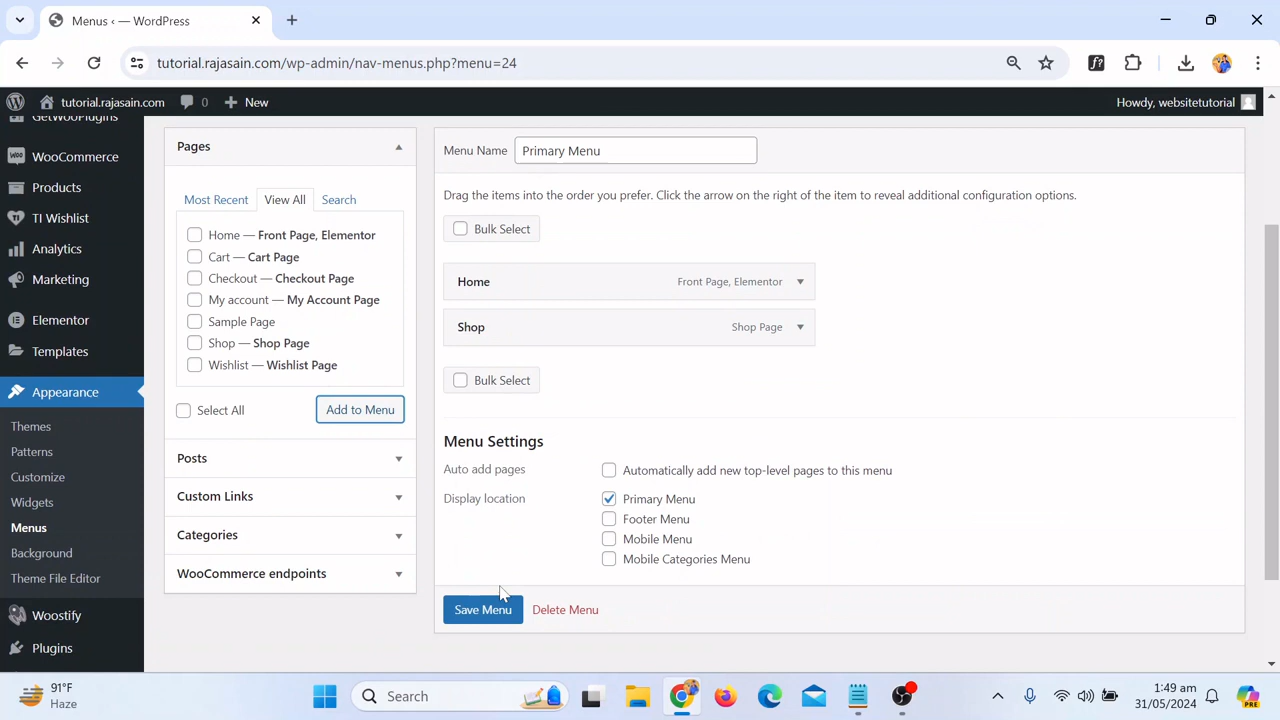 Menus ‹ — WordPress
tutorial.rajasain.com/wp-admin/nav-menus.php?menu=24
tutorial.rajasain.com
0
New
Howdy, websitetutorial
GetWooPlugins
WooCommerce
Products
TI Wishlist
Analytics
Marketing
Elementor
Templates
Appearance
Themes
Patterns
Customize
Widgets
Menus
Background
Theme File Editor
Woostify
Plugins
Pages
Most Recent
View All
Search
Home — Front Page, Elementor
Cart — Cart Page
Checkout — Checkout Page
My account — My Account Page
Sample Page
Shop — Shop Page
Wishlist — Wishlist Page
Select All
Add to Menu
Posts
Custom Links
Categories
WooCommerce endpoints
Menu Name
Primary Menu
Drag the items into the order you prefer. Click the arrow on the right of the item to reveal additional configuration options.
Bulk Select
Home
Front Page, Elementor
Shop
Shop Page
Bulk Select
Menu Settings
Auto add pages
Automatically add new top-level pages to this menu
Display location
Primary Menu
Footer Menu
Mobile Menu
Mobile Categories Menu
Save Menu
Delete Menu
91°F
Haze
Search
1:49 am
31/05/2024
PRE